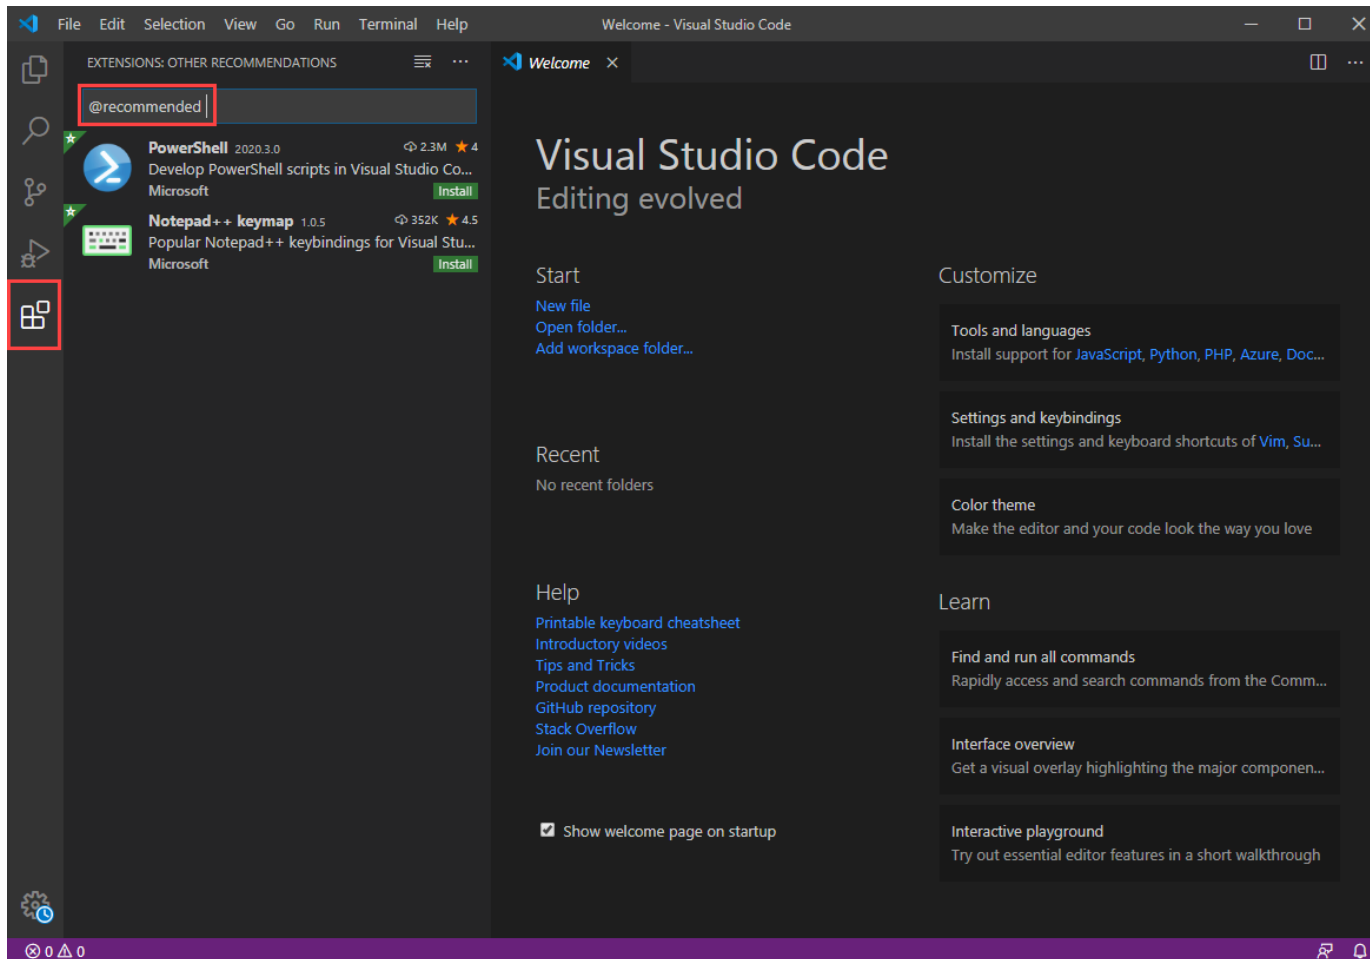 File Edit Selection View Go Run Terminal Help
Welcome - Visual Studio Code
EXTENSIONS: OTHER RECOMMENDATIONS
@recommended
PowerShell 2020.3.0 2.3M 4
Develop PowerShell scripts in Visual Studio Co...
Microsoft Install
Notepad++ keymap 1.0.5 352K 4.5
Popular Notepad++ keybindings for Visual Stu...
Microsoft Install
Welcome
Visual Studio Code
Editing evolved
Start
New file
Open folder...
Add workspace folder...
Recent
No recent folders
Help
Printable keyboard cheatsheet
Introductory videos
Tips and Tricks
Product documentation
GitHub repository
Stack Overflow
Join our Newsletter
Show welcome page on startup
Customize
Tools and languages
Install support for JavaScript, Python, PHP, Azure, Doc...
Settings and keybindings
Install the settings and keyboard shortcuts of Vim, Su...
Color theme
Make the editor and your code look the way you love
Learn
Find and run all commands
Rapidly access and search commands from the Comm...
Interface overview
Get a visual overlay highlighting the major componen...
Interactive playground
Try out essential editor features in a short walkthrough
0 0